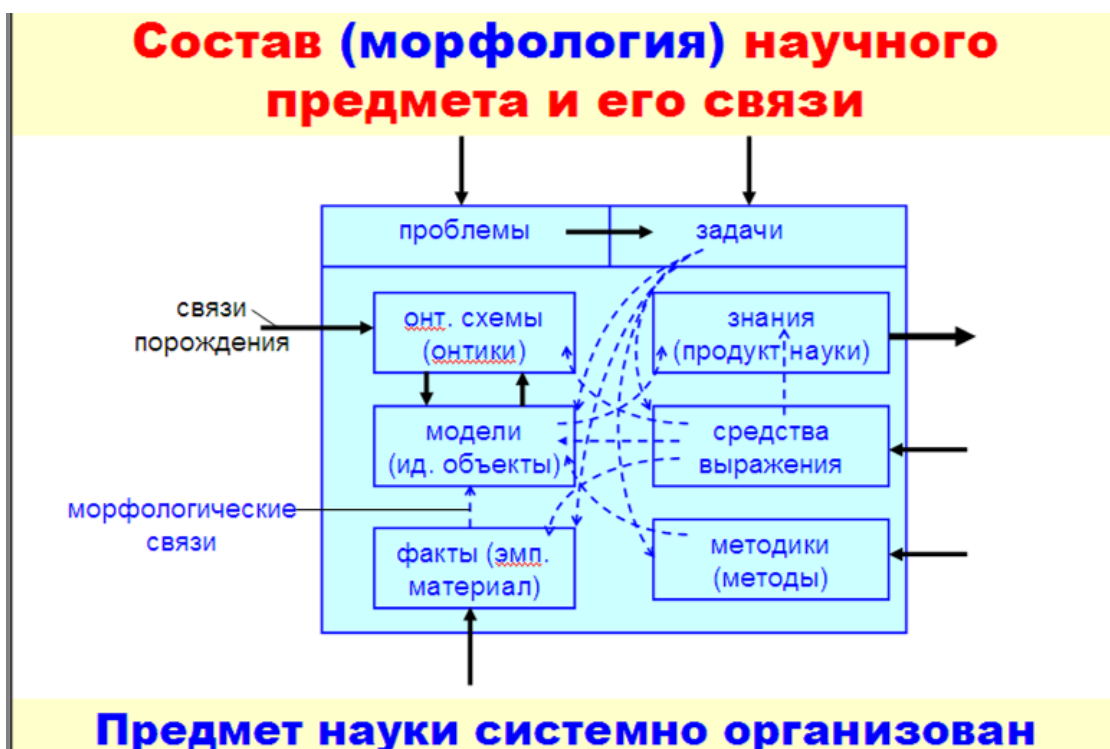 Состав (морфология) научного
предмета и его связи
проблемы
задачи
связи
порождения
онт. схемы
(онтики)
знания
(продукт науки)
модели
(ид. объекты)
средства
выражения
морфологические
связи
факты (эмп.
материал)
методики
(методы)
Предмет науки системно организован